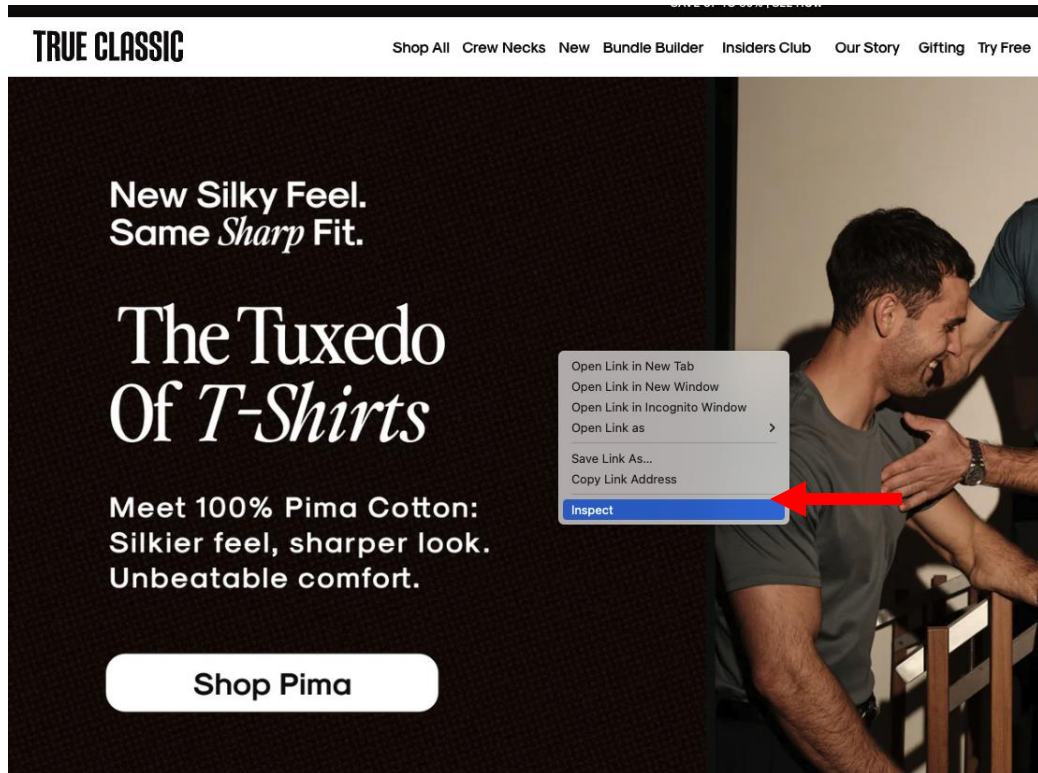 TRUE CLASSIC
Shop All Crew Necks New Bundle Builder Insiders Club Our Story Gifting Try Free
New Silky Feel.
Same Sharp Fit.
The Tuxedo
Of T-Shirts
Open Link in New Tab
Open Link in New Window
Open Link in Incognito Window
Open Link as
Save Link As...
Copy Link Address
Inspect
Meet 100% Pima Cotton:
Silkier feel, sharper look.
Unbeatable comfort.
Shop Pima